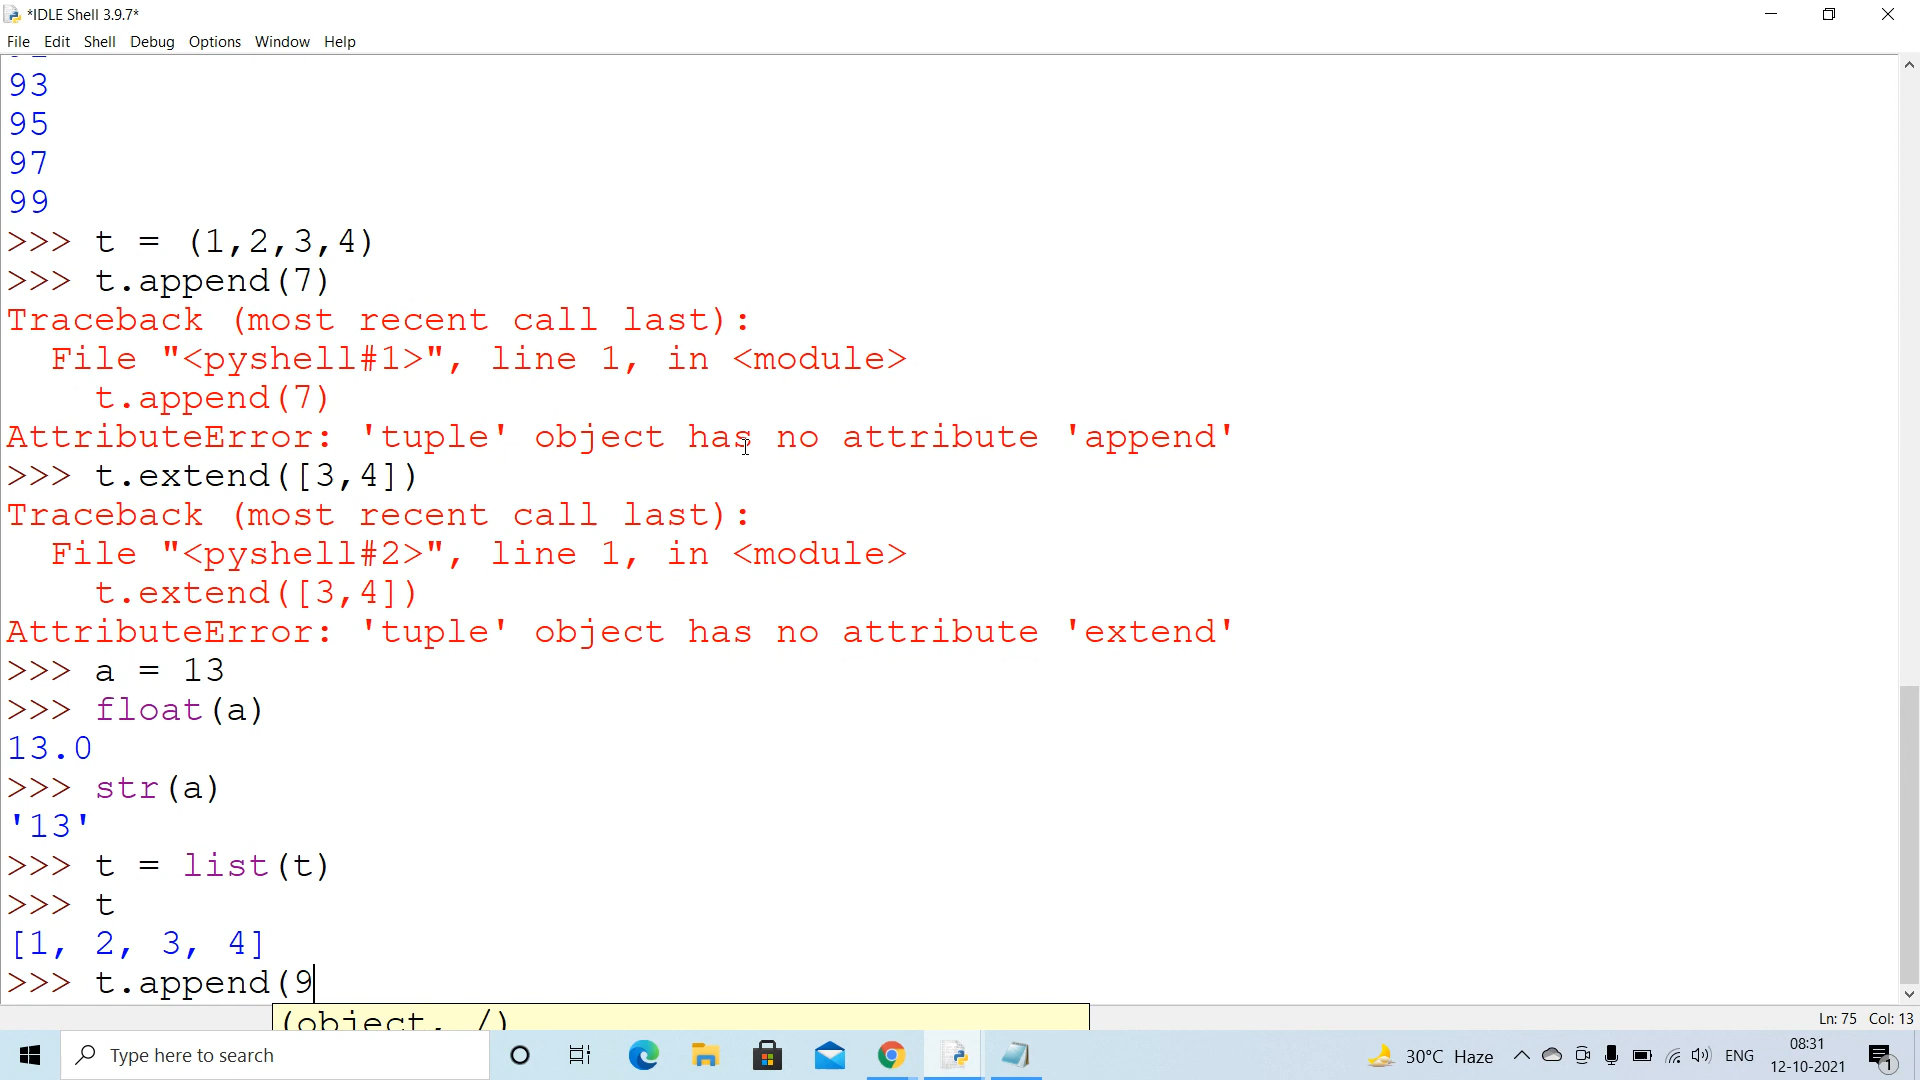 *IDLE Shell 3.9.7*
File Edit Shell Debug Options Window Help
93
95
97
99
>>> t = (1,2,3,4)
>>> t.append(7)
Traceback (most recent call last):
  File "<pyshell#1>", line 1, in <module>
    t.append(7)
AttributeError: 'tuple' object has no attribute 'append'
>>> t.extend([3,4])
Traceback (most recent call last):
  File "<pyshell#2>", line 1, in <module>
    t.extend([3,4])
AttributeError: 'tuple' object has no attribute 'extend'
>>> a = 13
>>> float(a)
13.0
>>> str(a)
'13'
>>> t = list(t)
>>> t
[1, 2, 3, 4]
>>> t.append(9
(object, /)
Ln: 75 Col: 13
Type here to search
30°C Haze
ENG
08:31
12-10-2021
1